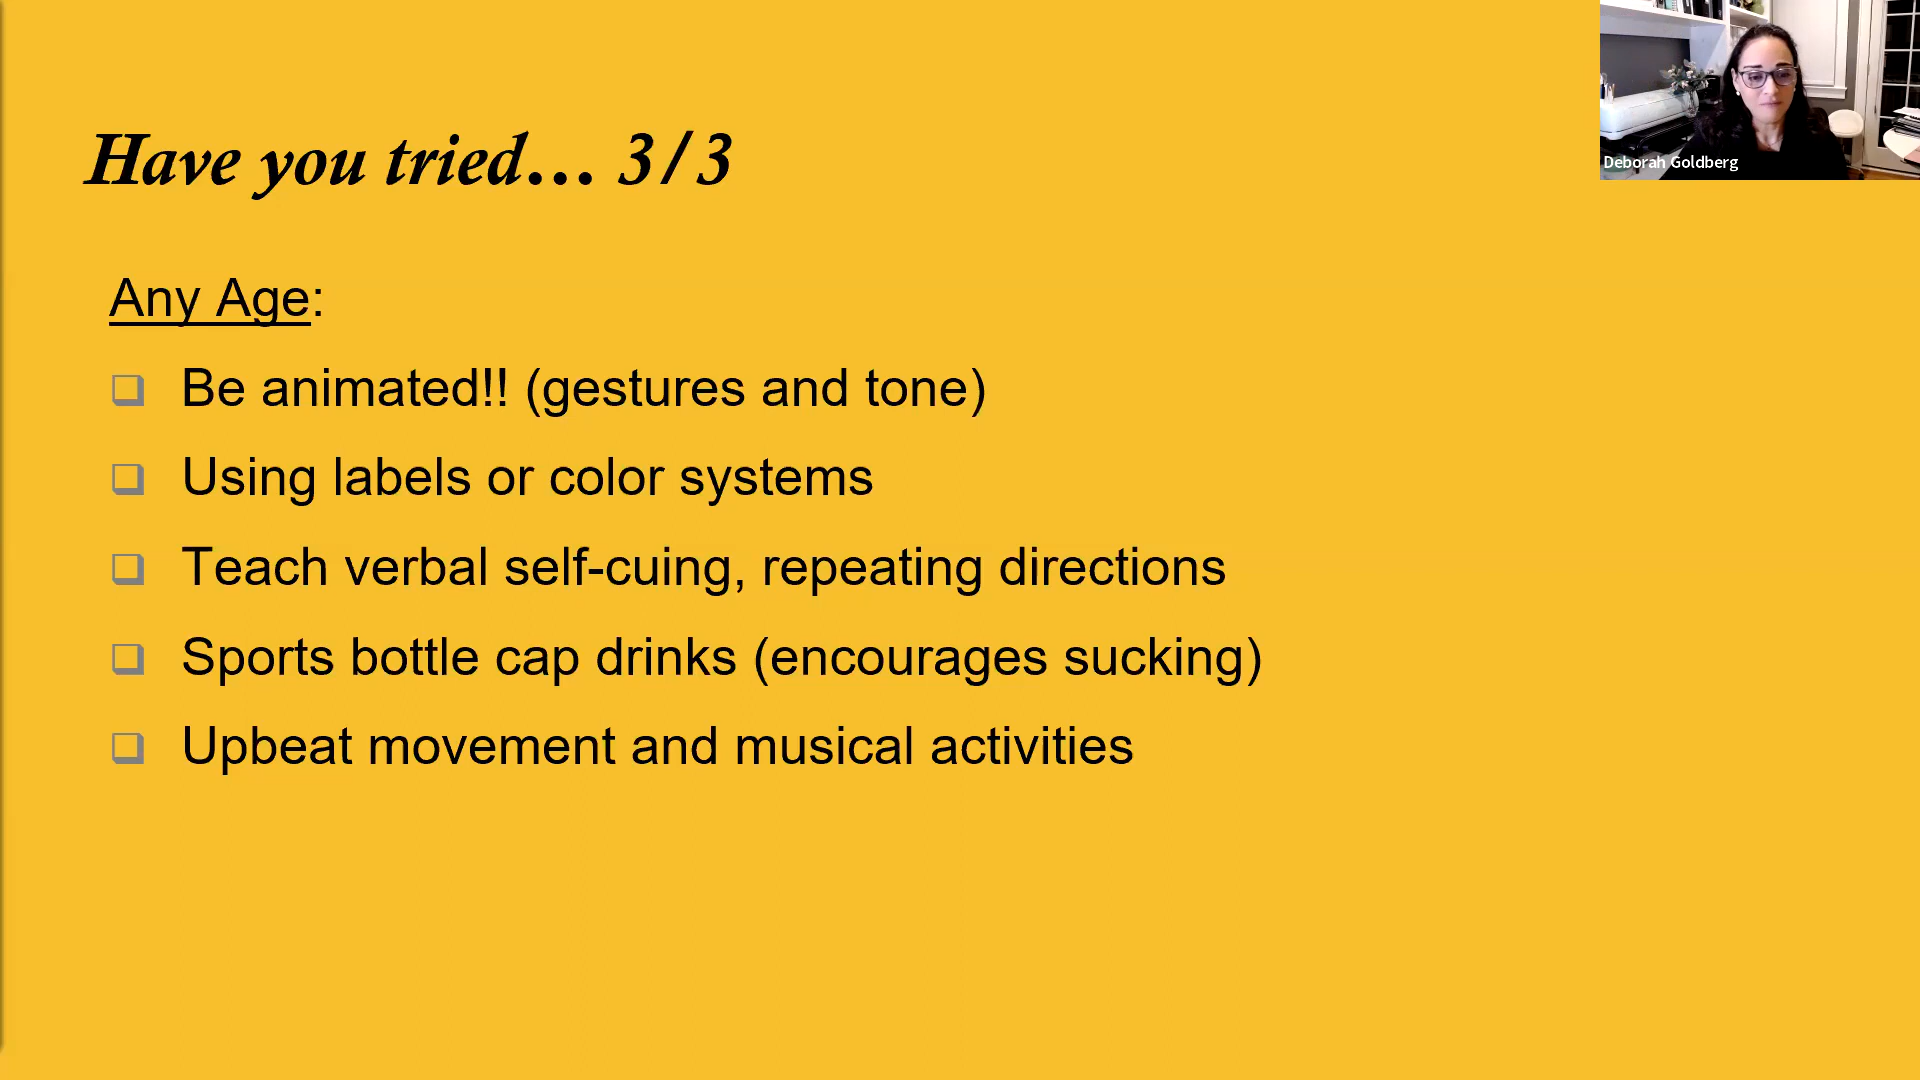 Have you tried… 3/3
Deborah Goldberg
Any Age:
❑ Be animated!! (gestures and tone)
❑ Using labels or color systems
❑ Teach verbal self-cuing, repeating directions
❑ Sports bottle cap drinks (encourages sucking)
❑ Upbeat movement and musical activities